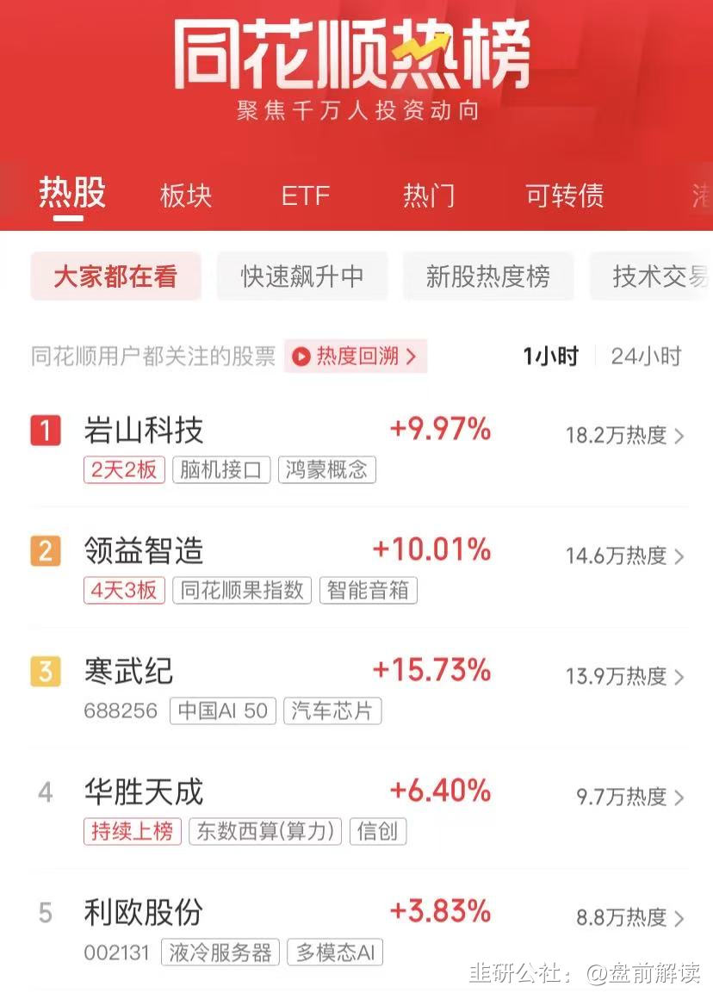 同花顺热榜
聚焦千万人投资动向
热股 板块 ETF 热门 可转债 港
大家都在看 快速飙升中 新股热度榜 技术交易
同花顺用户都关注的股票 热度回溯 > 1小时 24小时
1 岩山科技 +9.97% 18.2万热度 >
2天2板 脑机接口 鸿蒙概念
2 领益智造 +10.01% 14.6万热度 >
4天3板 同花顺果指数 智能音箱
3 寒武纪 +15.73% 13.9万热度 >
688256 中国AI 50 汽车芯片
4 华胜天成 +6.40% 9.7万热度 >
持续上榜 东数西算(算力) 信创
5 利欧股份 +3.83% 8.8万热度 >
002131 液冷服务器 多模态AI
韭研公社：@盘前解读